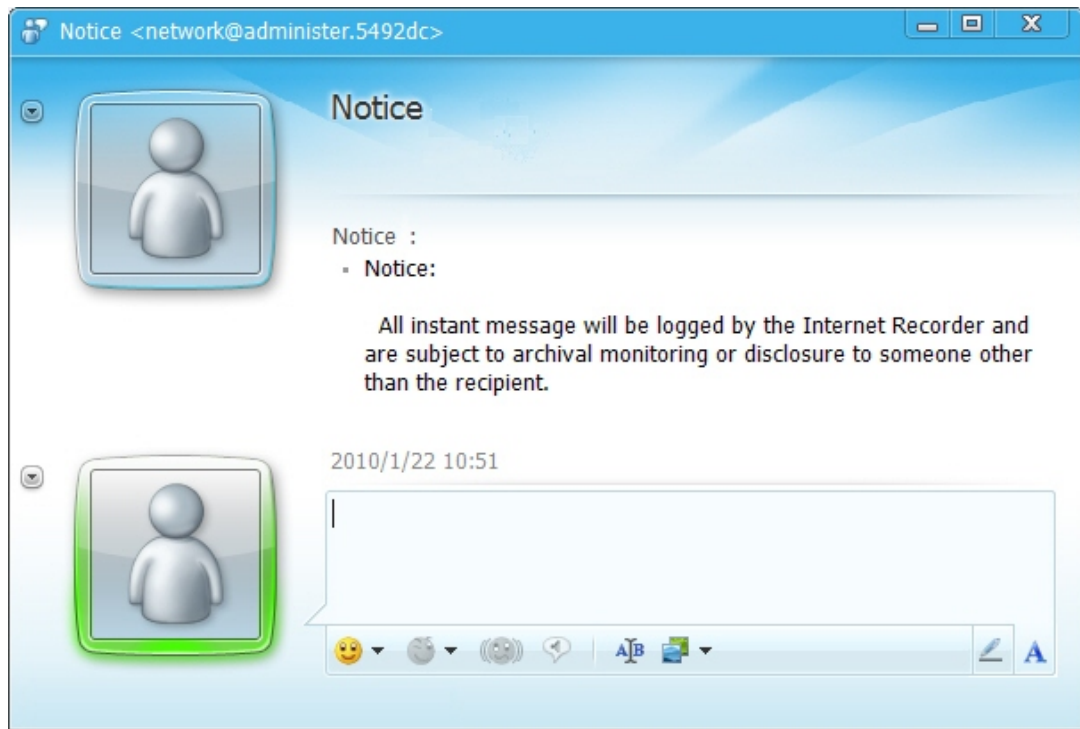 Notice <network@administer.5492dc>
Notice
Notice :
Notice:
All instant message will be logged by the Internet Recorder and
are subject to archival monitoring or disclosure to someone other
than the recipient.
2010/1/22 10:51
A B
A